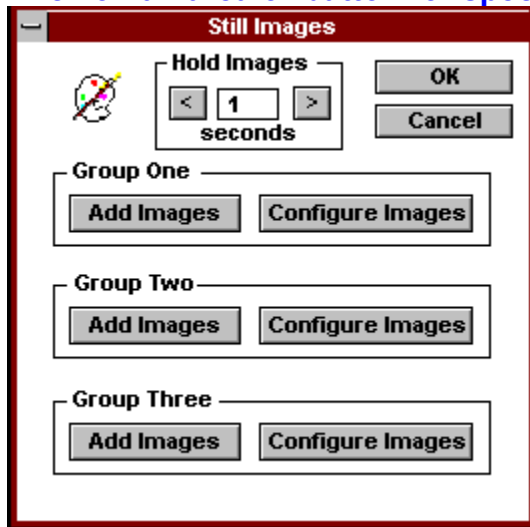 Still Images
Hold Images
< 1 >
seconds
OK
Cancel
Group One
Add Images Configure Images
Group Two
Add Images Configure Images
Group Three
Add Images Configure Images